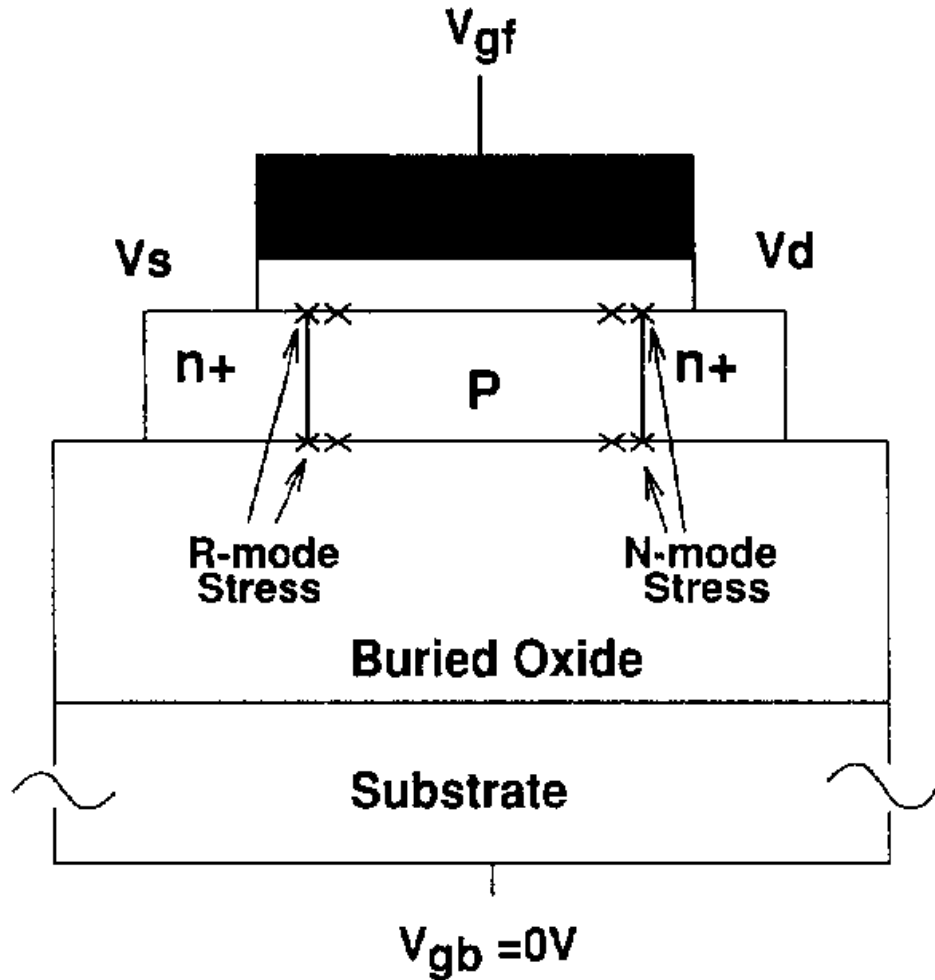 Vgf
Vs
Vd
n+
P
n+
R-mode
Stress
N-mode
Stress
Buried Oxide
Substrate
Vgb =0V